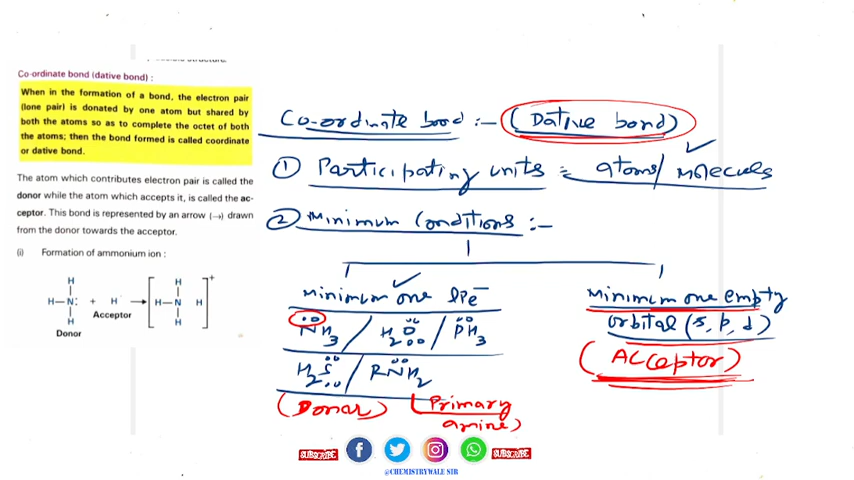 Co-ordinate bond (dative bond) :
When in the formation of a bond, the electron pair
(lone pair) is donated by one atom but shared by
both the atoms so as to complete the octet of both
the atoms; then the bond formed is called coordinate
or dative bond.
The atom which contributes electron pair is called the
donor while the atom which accepts it, is called the ac-
ceptor. This bond is represented by an arrow (→) drawn
from the donor towards the acceptor.
(i) Formation of ammonium ion :
H H
H—N: + H → [H—N H]+
H H
Acceptor
Donor
Co-ordinate bond :- (Dative bond)
① Participating units = atoms/molecules
② Minimum Conditions :-
minimum one lpe-
NH3 / H2O / PH3
H2S / RNH2
(Donar) (Primary
amine)
minimum one empty
orbital (s, p, d)
(Acceptor)
SUBSCRIBE
SUBSCRIBE
@CHEMISTRYWALE SIR